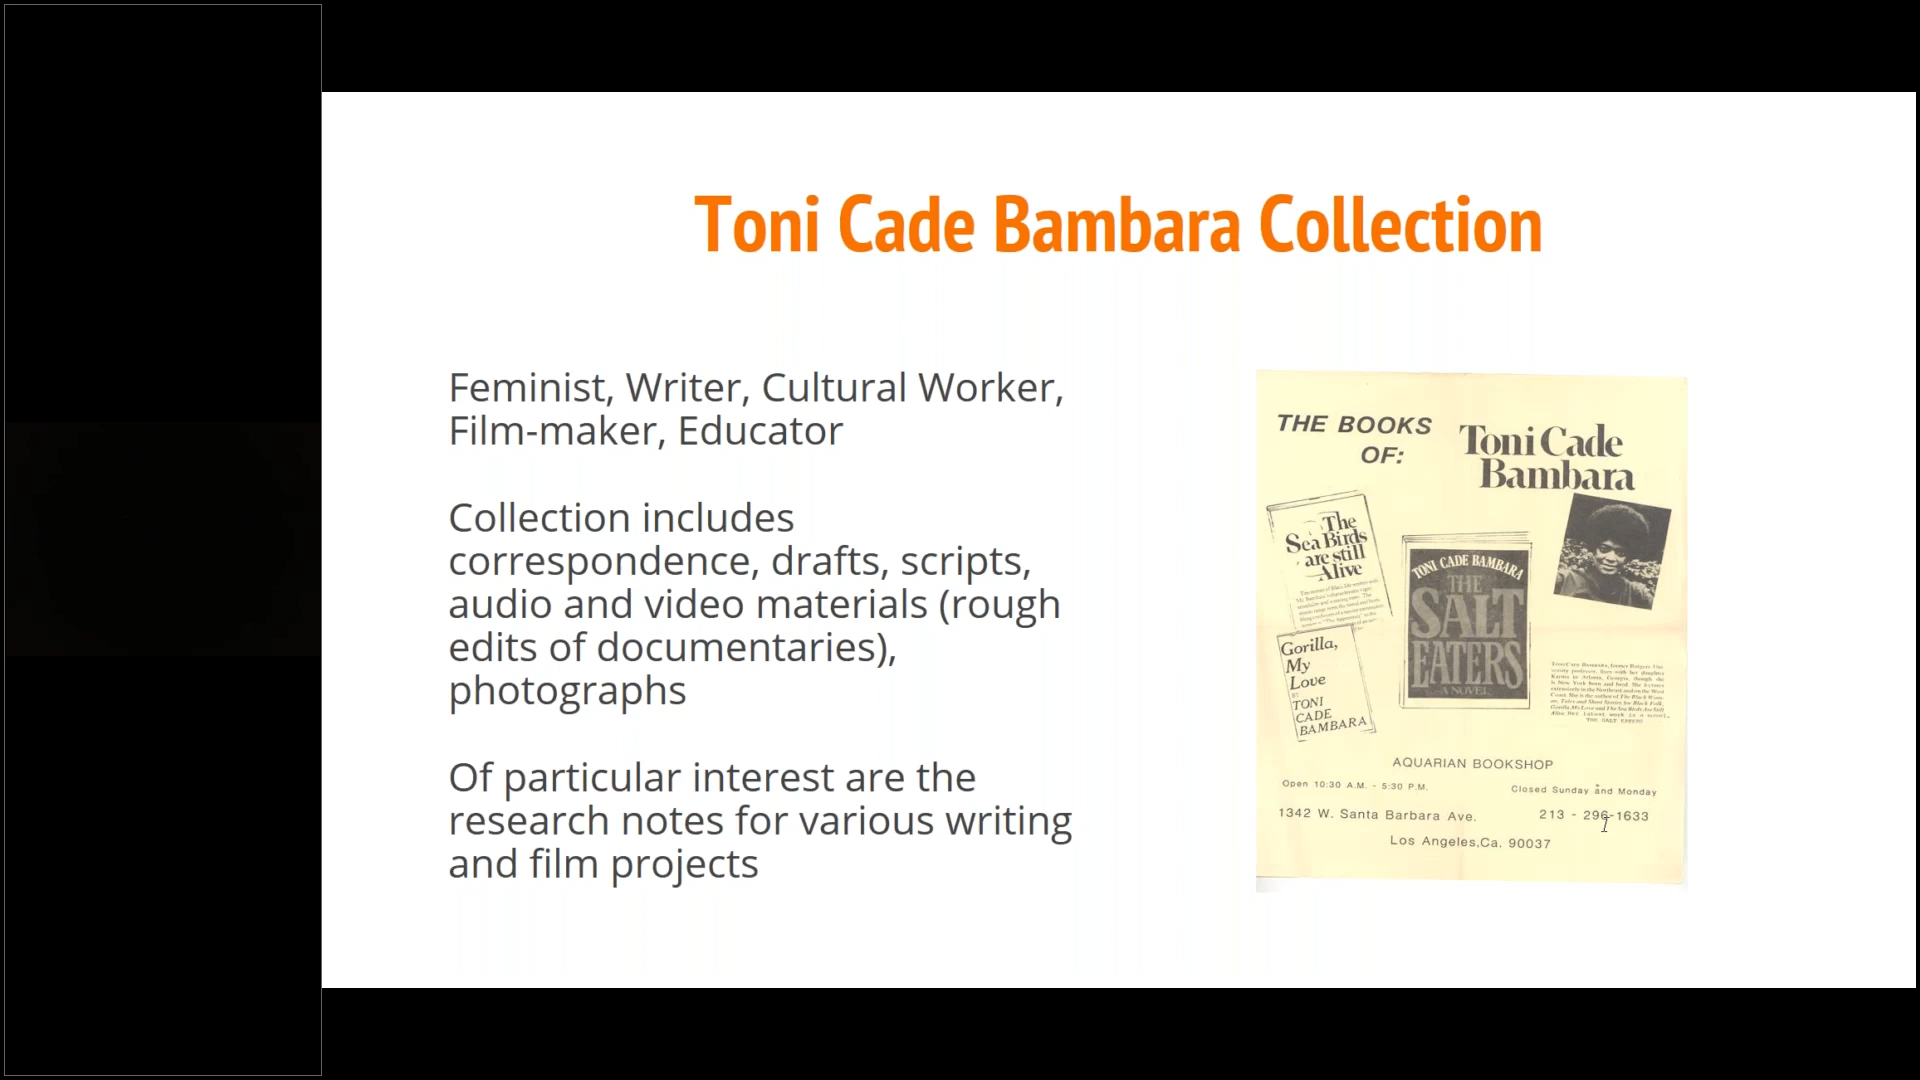 Toni Cade Bambara Collection
Feminist, Writer, Cultural Worker,
Film-maker, Educator
Collection includes
correspondence, drafts, scripts,
audio and video materials (rough
edits of documentaries),
photographs
Of particular interest are the
research notes for various writing
and film projects
THE BOOKS
OF:
Toni Cade
Bambara
The
Sea Birds
are still
Alive
Gorilla,
My
Love
BY
TONI
CADE
BAMBARA
TONI CADE BAMBARA
THE
SALT
EATERS
A NOVEL
AQUARIAN BOOKSHOP
Open 10:30 A.M. - 5:30 P.M.
Closed Sunday and Monday
1342 W. Santa Barbara Ave.
213 - 296-1633
Los Angeles,Ca. 90037